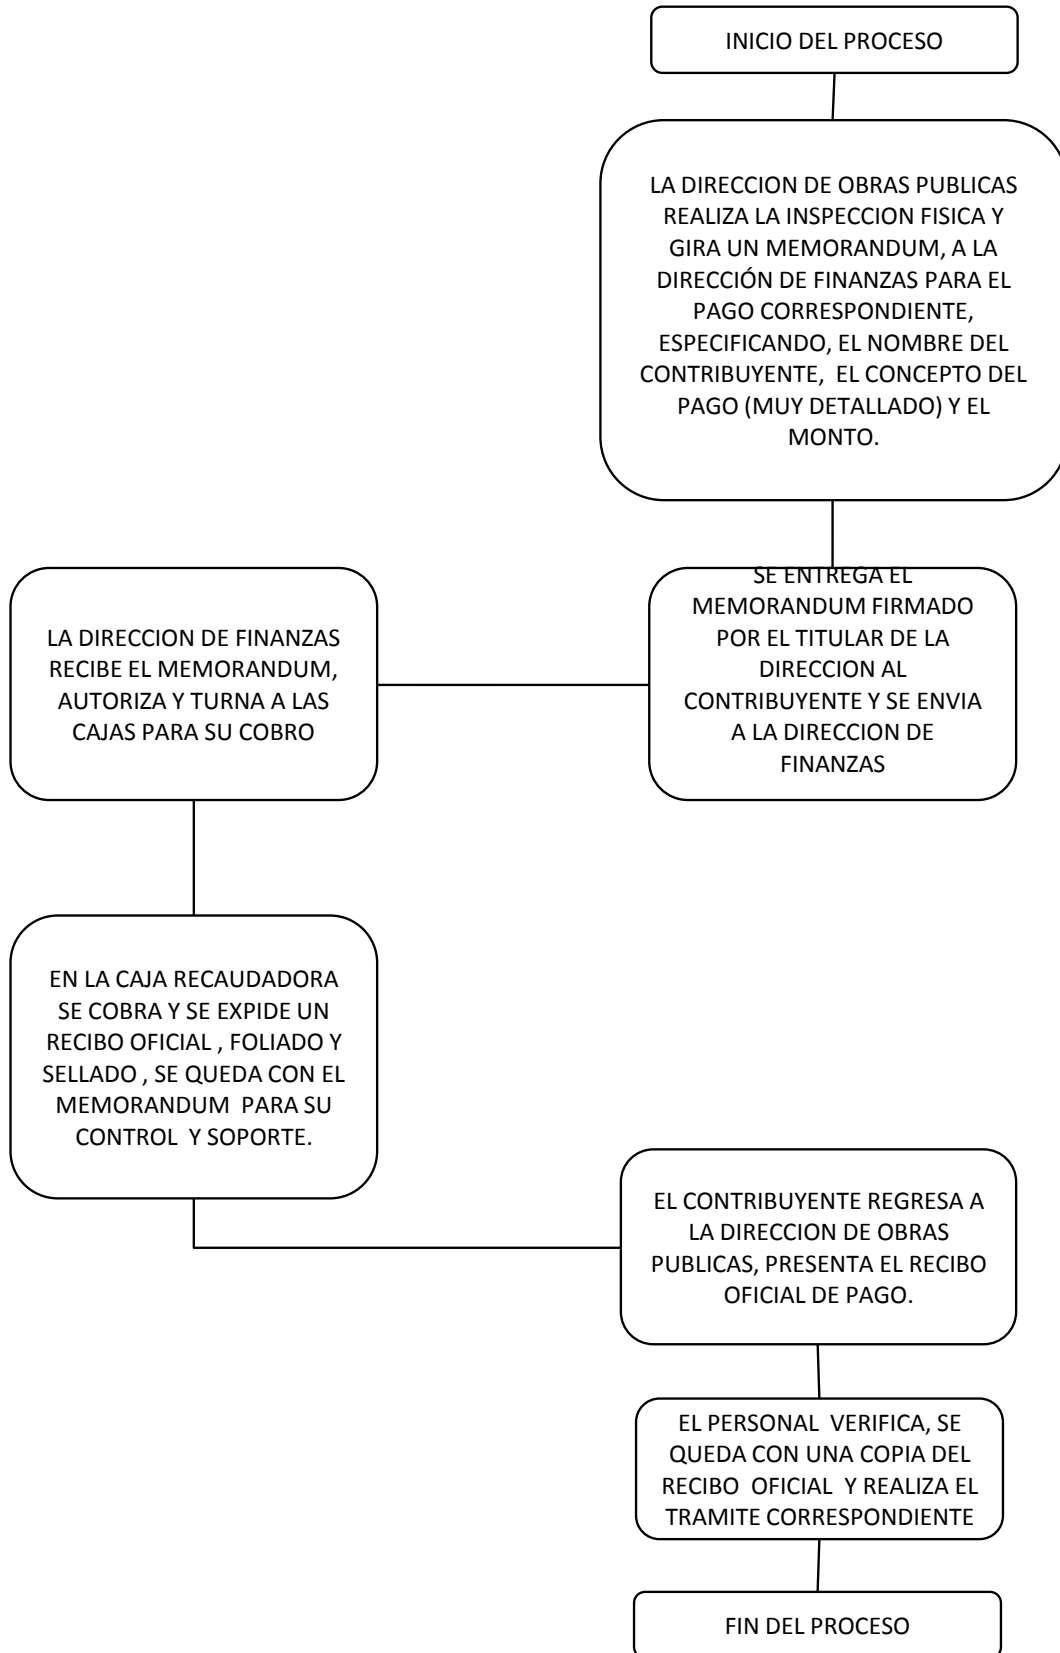 INICIO DEL PROCESO
LA DIRECCION DE OBRAS PUBLICAS
REALIZA LA INSPECCION FISICA Y
GIRA UN MEMORANDUM, A LA
DIRECCIÓN DE FINANZAS PARA EL
PAGO CORRESPONDIENTE,
ESPECIFICANDO, EL NOMBRE DEL
CONTRIBUYENTE, EL CONCEPTO DEL
PAGO (MUY DETALLADO) Y EL
MONTO.
SE ENTREGA EL
MEMORANDUM FIRMADO
POR EL TITULAR DE LA
DIRECCION AL
CONTRIBUYENTE Y SE ENVIA
A LA DIRECCION DE
FINANZAS
LA DIRECCION DE FINANZAS
RECIBE EL MEMORANDUM,
AUTORIZA Y TURNA A LAS
CAJAS PARA SU COBRO
EN LA CAJA RECAUDADORA
SE COBRA Y SE EXPIDE UN
RECIBO OFICIAL , FOLIADO Y
SELLADO , SE QUEDA CON EL
MEMORANDUM PARA SU
CONTROL Y SOPORTE.
EL CONTRIBUYENTE REGRESA A
LA DIRECCION DE OBRAS
PUBLICAS, PRESENTA EL RECIBO
OFICIAL DE PAGO.
EL PERSONAL VERIFICA, SE
QUEDA CON UNA COPIA DEL
RECIBO OFICIAL Y REALIZA EL
TRAMITE CORRESPONDIENTE
FIN DEL PROCESO